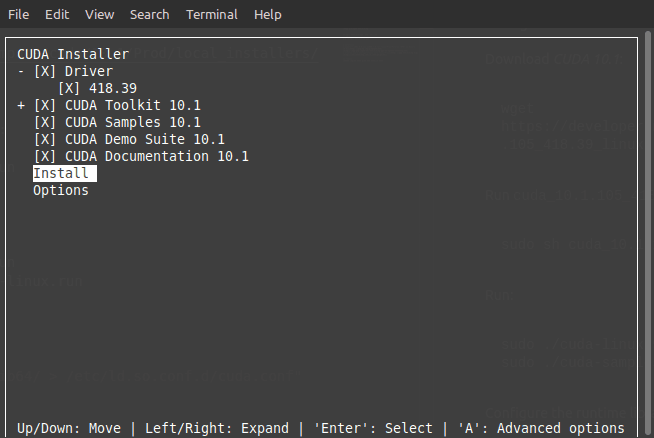 File Edit View Search Terminal Help
CUDA Installer
- [X] Driver
[X] 418.39
+ [X] CUDA Toolkit 10.1
[X] CUDA Samples 10.1
[X] CUDA Demo Suite 10.1
[X] CUDA Documentation 10.1
Install
Options
Up/Down: Move | Left/Right: Expand | 'Enter': Select | 'A': Advanced options